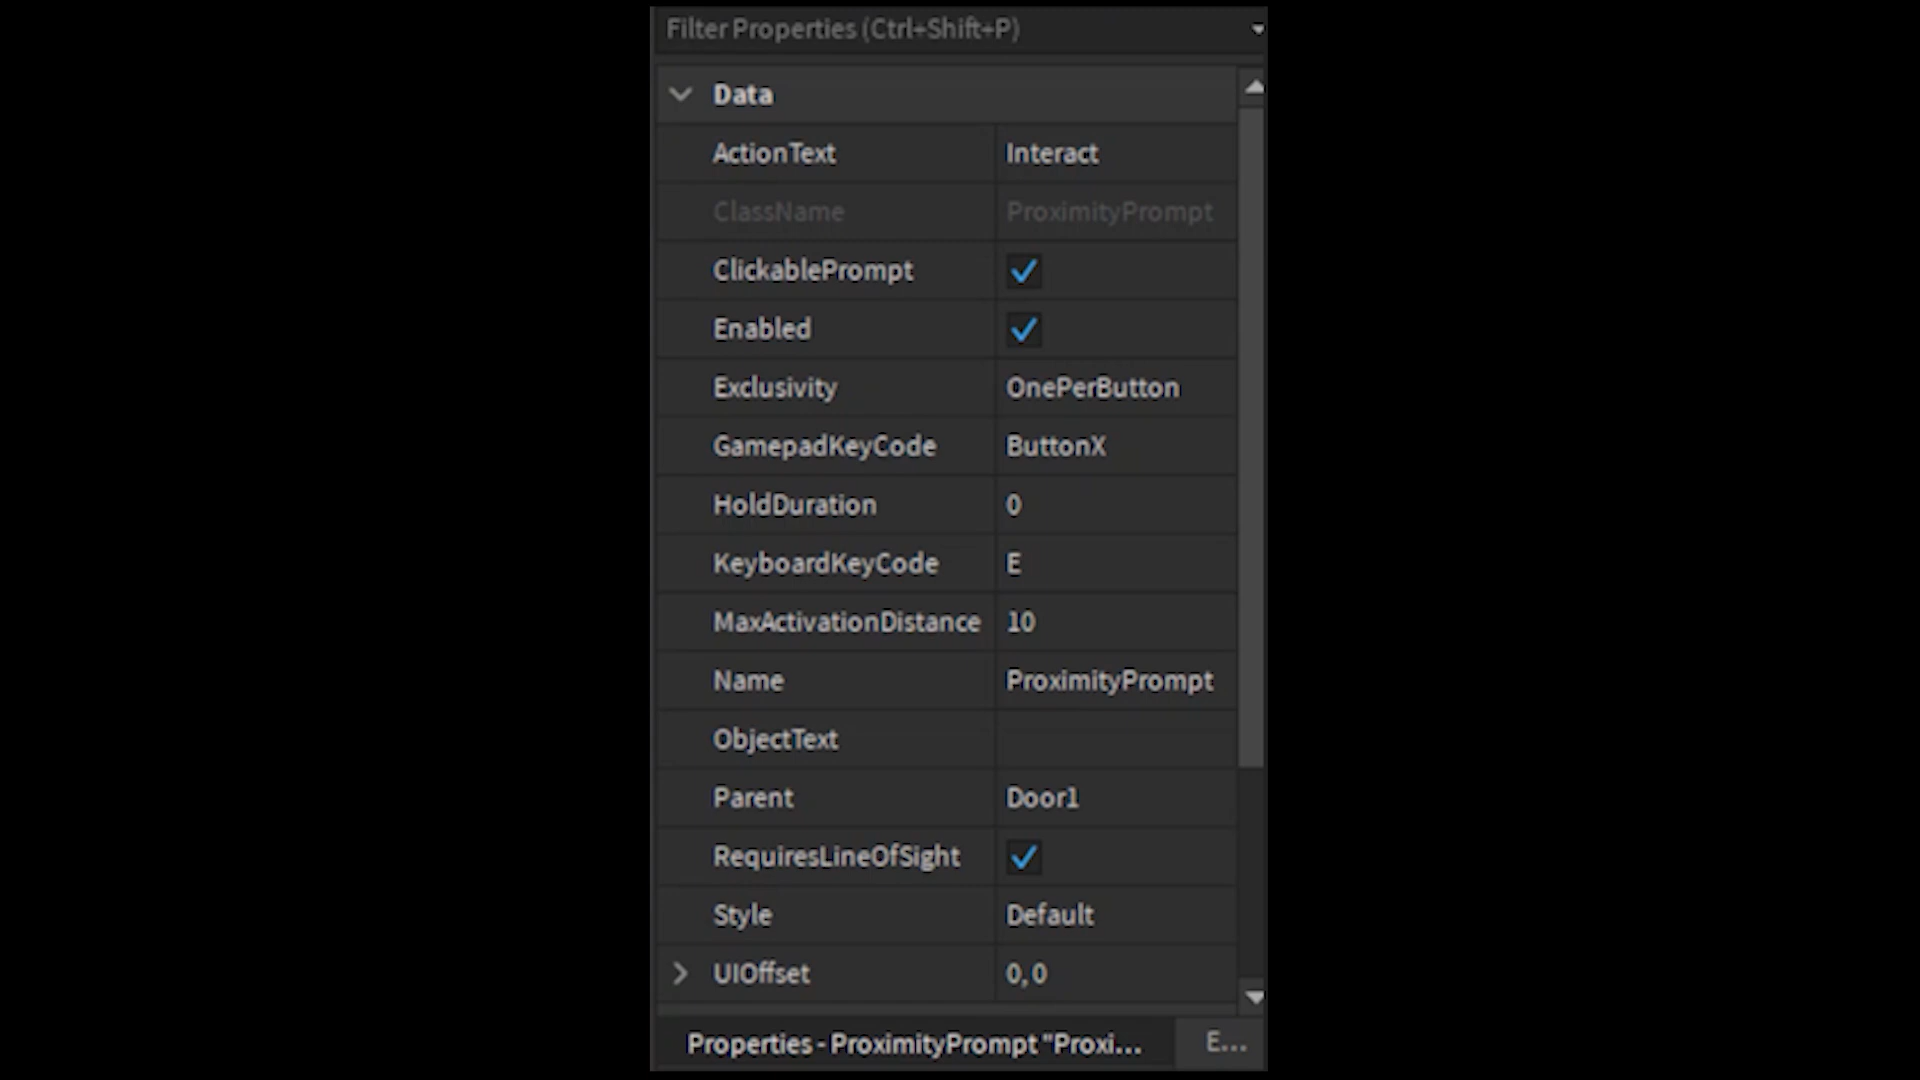 Filter Properties (Ctrl+Shift+P)
Data
ActionText Interact
ClassName ProximityPrompt
ClickablePrompt
Enabled
Exclusivity OnePerButton
GamepadKeyCode ButtonX
HoldDuration 0
KeyboardKeyCode E
MaxActivationDistance 10
Name ProximityPrompt
ObjectText
Parent Door1
RequiresLineOfSight
Style Default
UIOffset 0, 0
Properties - ProximityPrompt "Proxi... E...